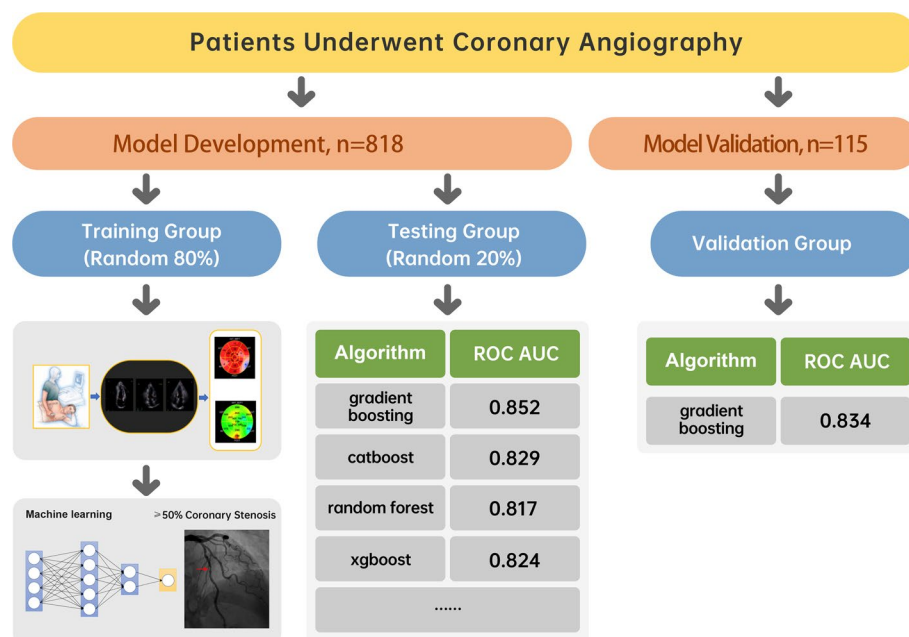 Patients Underwent Coronary Angiography
Model Development, n=818
Model Validation, n=115
Training Group
(Random 80%)
Testing Group
(Random 20%)
Validation Group
Algorithm ROC AUC
gradient
boosting 0.852
catboost 0.829
random forest 0.817
xgboost 0.824
......
Algorithm ROC AUC
gradient
boosting 0.834
Machine learning
≥50% Coronary Stenosis